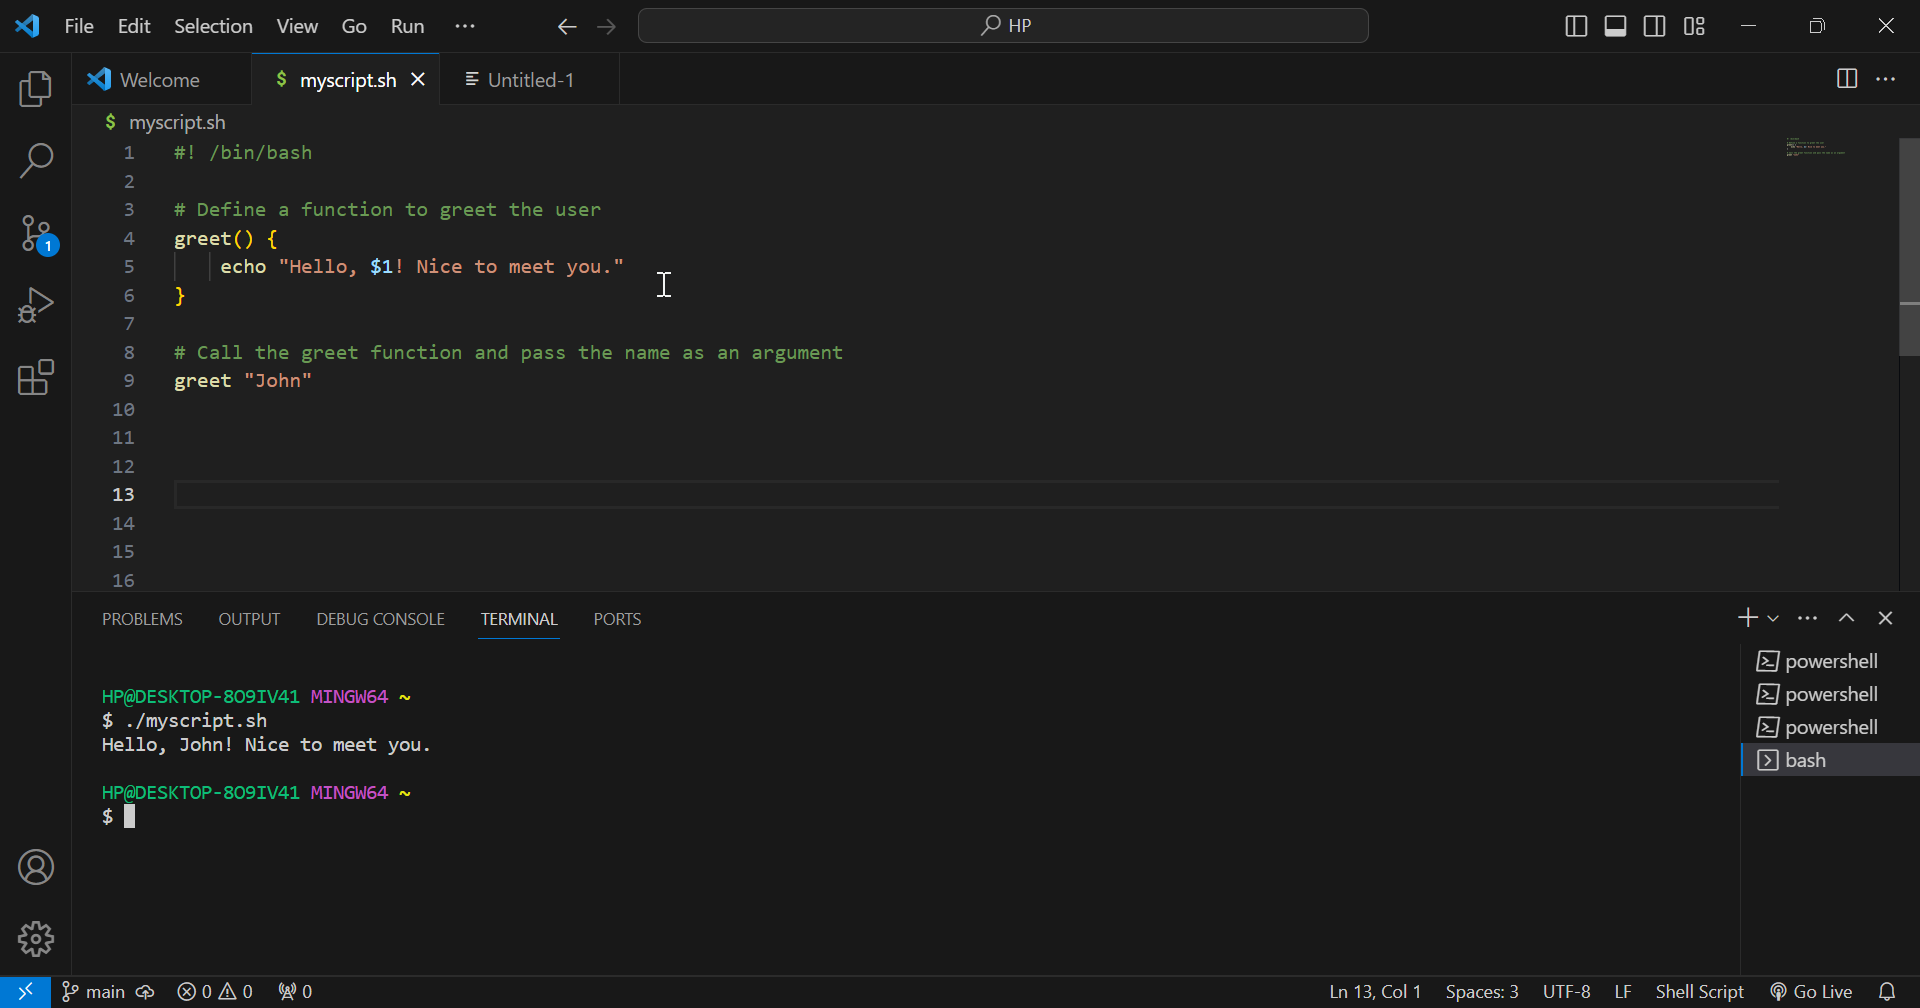 File Edit Selection View Go Run ··· HP
Welcome myscript.sh Untitled-1
$ myscript.sh
1 #! /bin/bash
2
3 # Define a function to greet the user
4 greet() {
5 echo "Hello, $1! Nice to meet you."
6 }
7
8 # Call the greet function and pass the name as an argument
9 greet "John"
10
11
12
13
14
15
16
1
PROBLEMS OUTPUT DEBUG CONSOLE TERMINAL PORTS
HP@DESKTOP-8O9IV41 MINGW64 ~
$ ./myscript.sh
Hello, John! Nice to meet you.
HP@DESKTOP-8O9IV41 MINGW64 ~
$
powershell
powershell
powershell
bash
main 0 0 0 Ln 13, Col 1 Spaces: 3 UTF-8 LF Shell Script Go Live